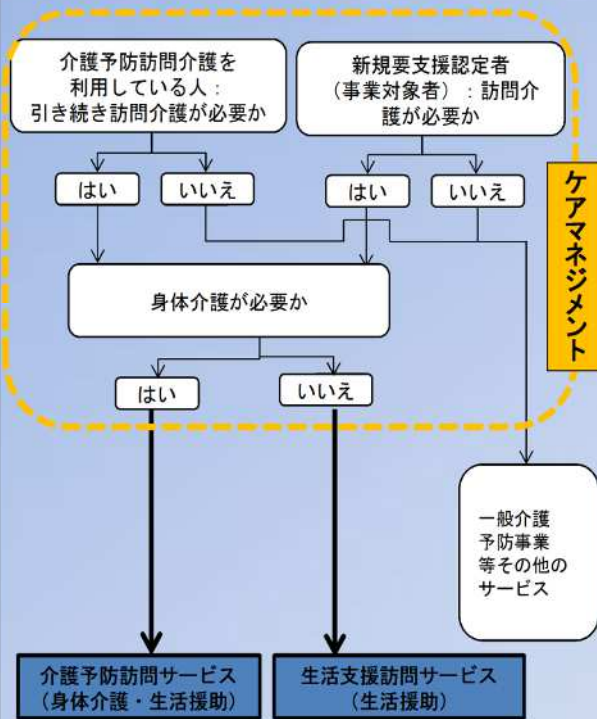 介護予防訪問介護を
利用している人：
引き続き訪問介護が必要か
新規要支援認定者
（事業対象者）：訪問介
護が必要か
はい
いいえ
はい
いいえ
ケアマネジメント
身体介護が必要か
はい
いいえ
一般介護
予防事業
等その他の
サービス
介護予防訪問サービス
（身体介護・生活援助）
生活支援訪問サービス
（生活援助）